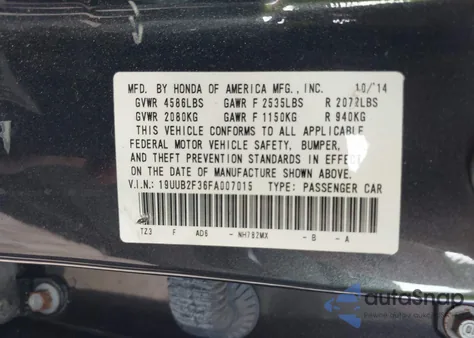 MFD. BY HONDA OF AMERICA MFG., INC. 10/14
GVWR 4586LBS GAWR F 2535LBS R 2072LBS
GVWR 2080KG GAWR F 1150KG R 940KG
THIS VEHICLE CONFORMS TO ALL APPLICABLE
FEDERAL MOTOR VEHICLE SAFETY, BUMPER,
AND THEFT PREVENTION STANDARDS IN EFFECT
ON THE DATE OF MANUFACTURE SHOWN ABOVE.
V.I.N.: 19UUB2F36FA007015 TYPE: PASSENGER CAR
TZ3 F AD6 - NH782MX - B - A
autoSnap